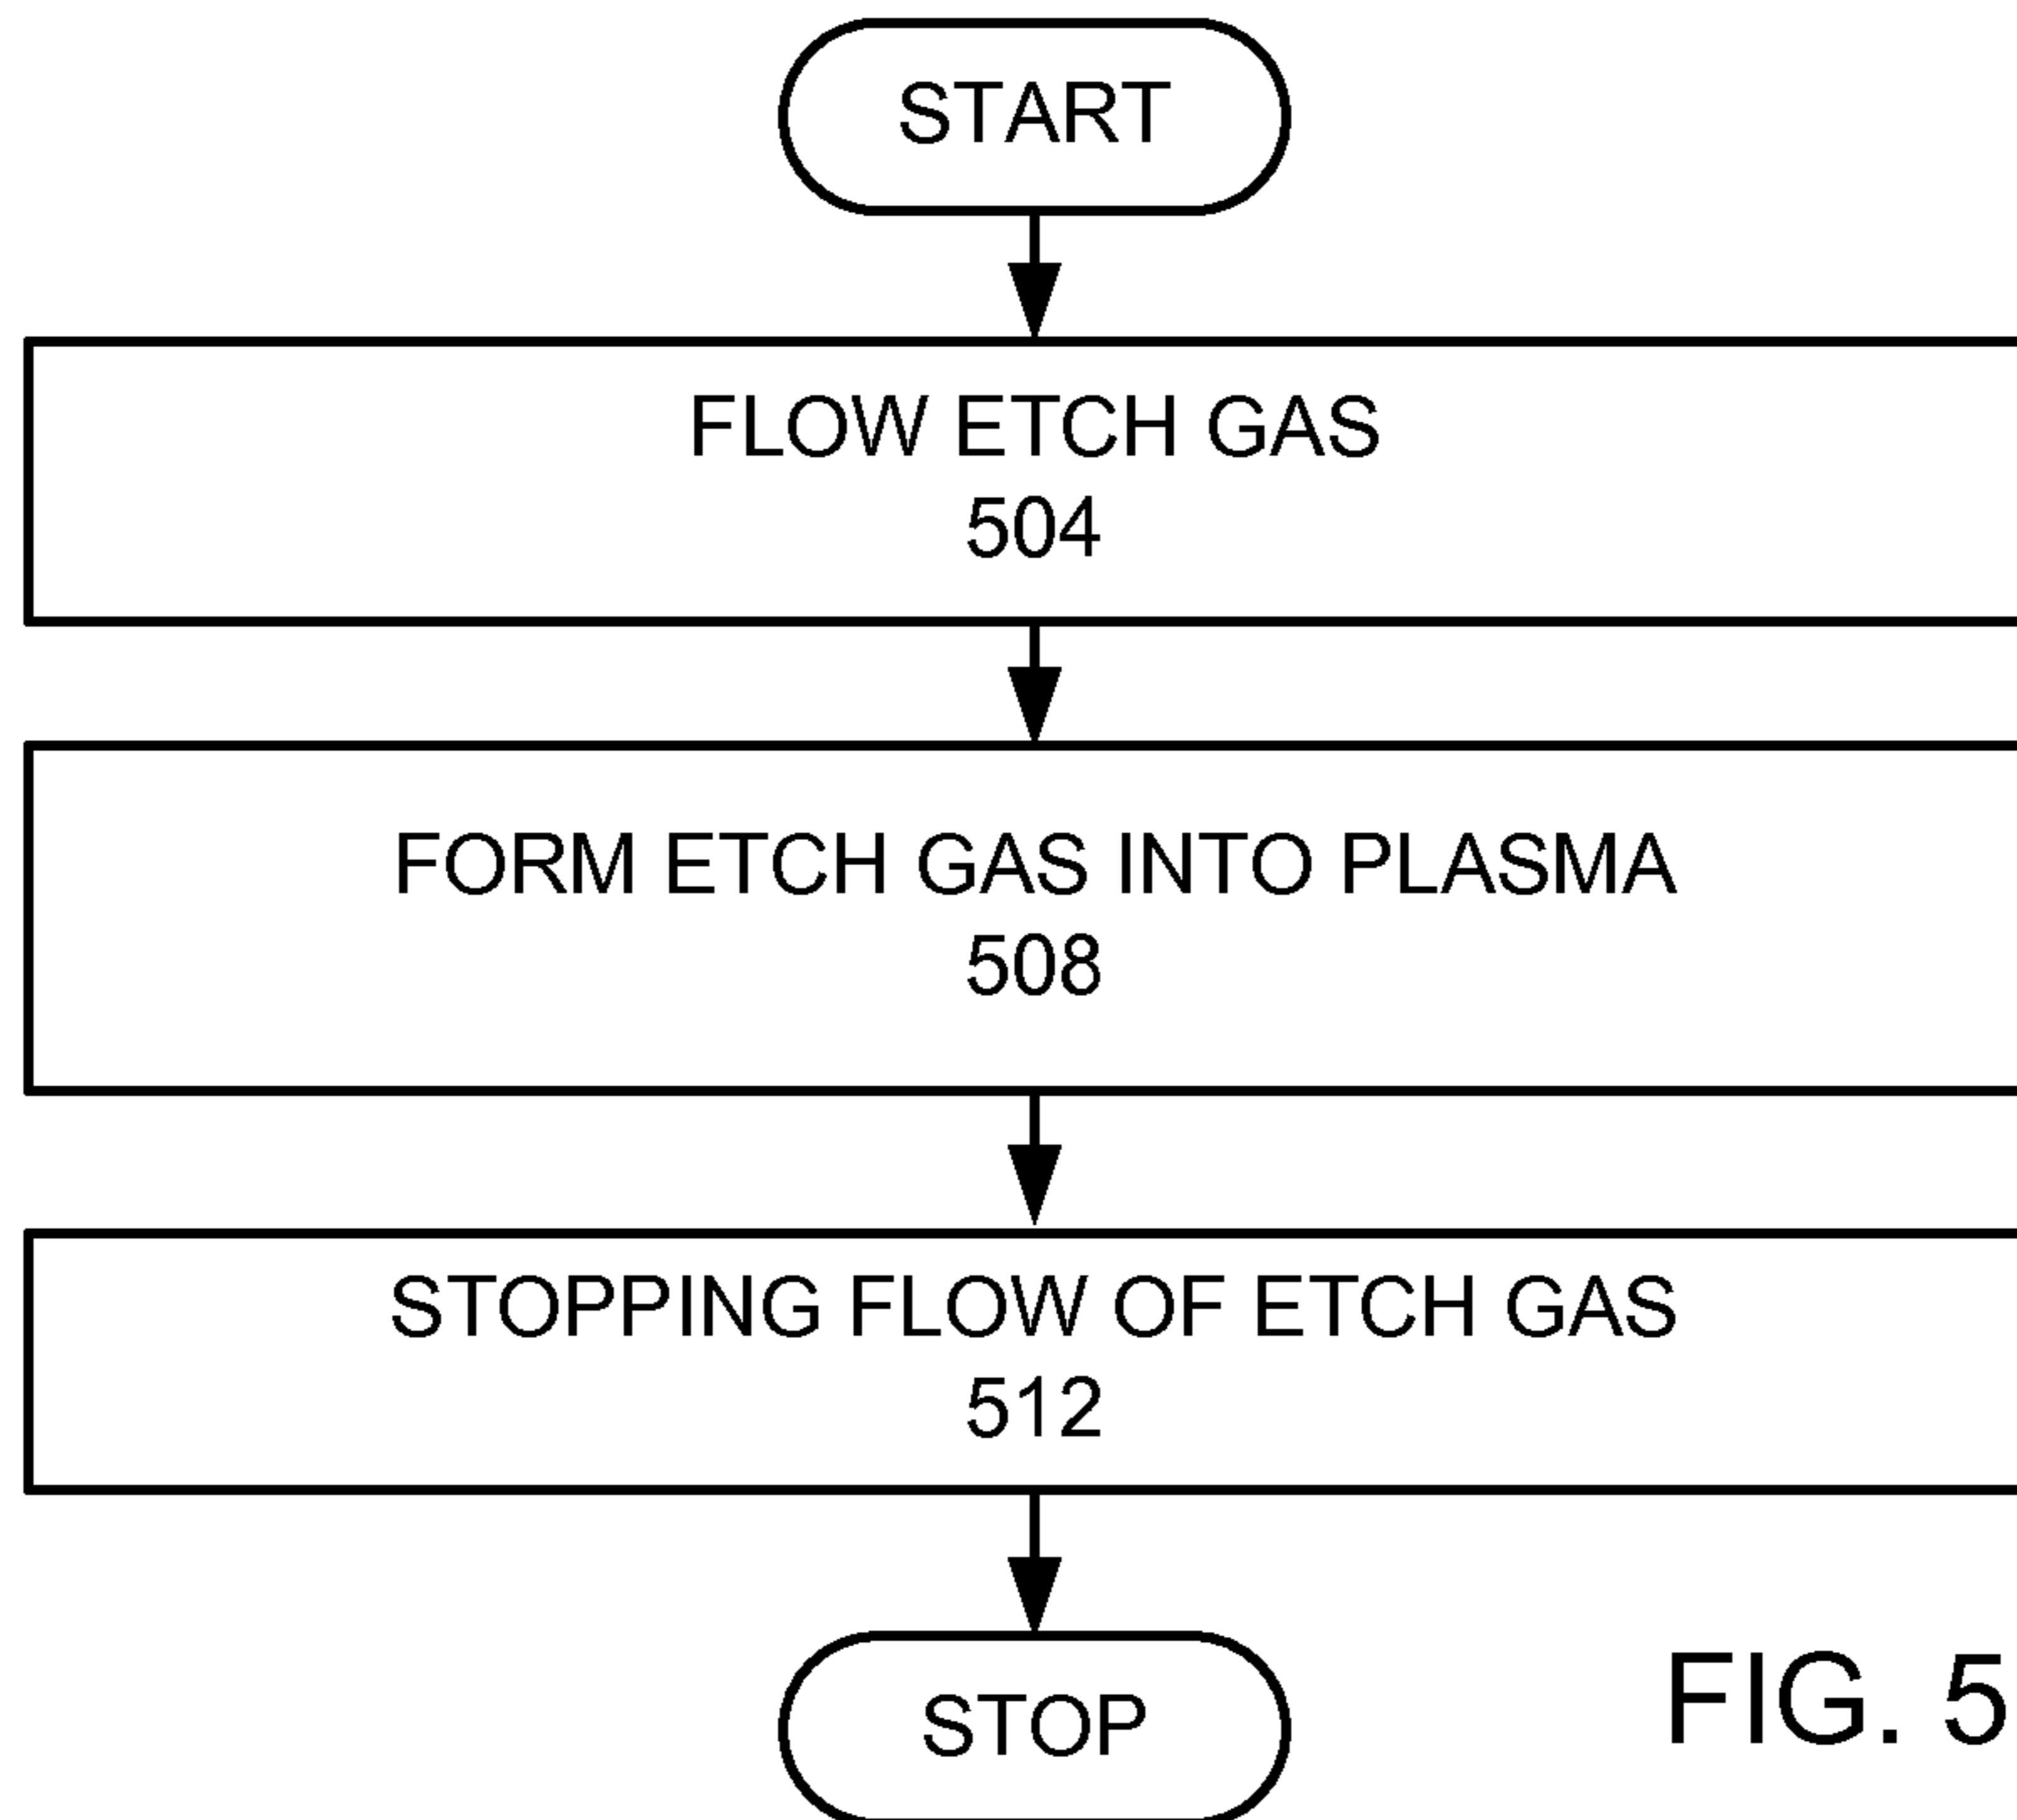 START
FLOW ETCH GAS
504
FORM ETCH GAS INTO PLASMA
508
STOPPING FLOW OF ETCH GAS
512
STOP
FIG. 5